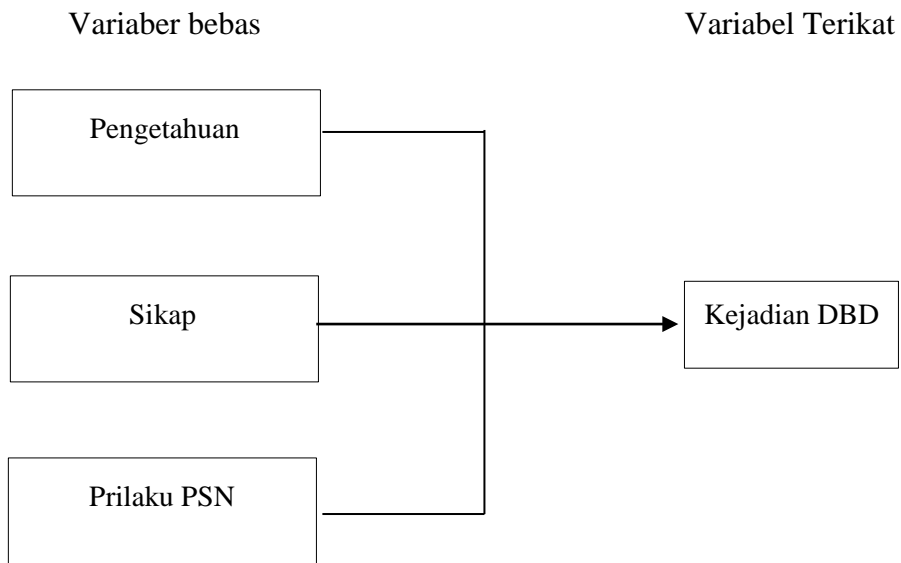 Variaber bebas
Variabel Terikat
Pengetahuan
Sikap
Kejadian DBD
Prilaku PSN